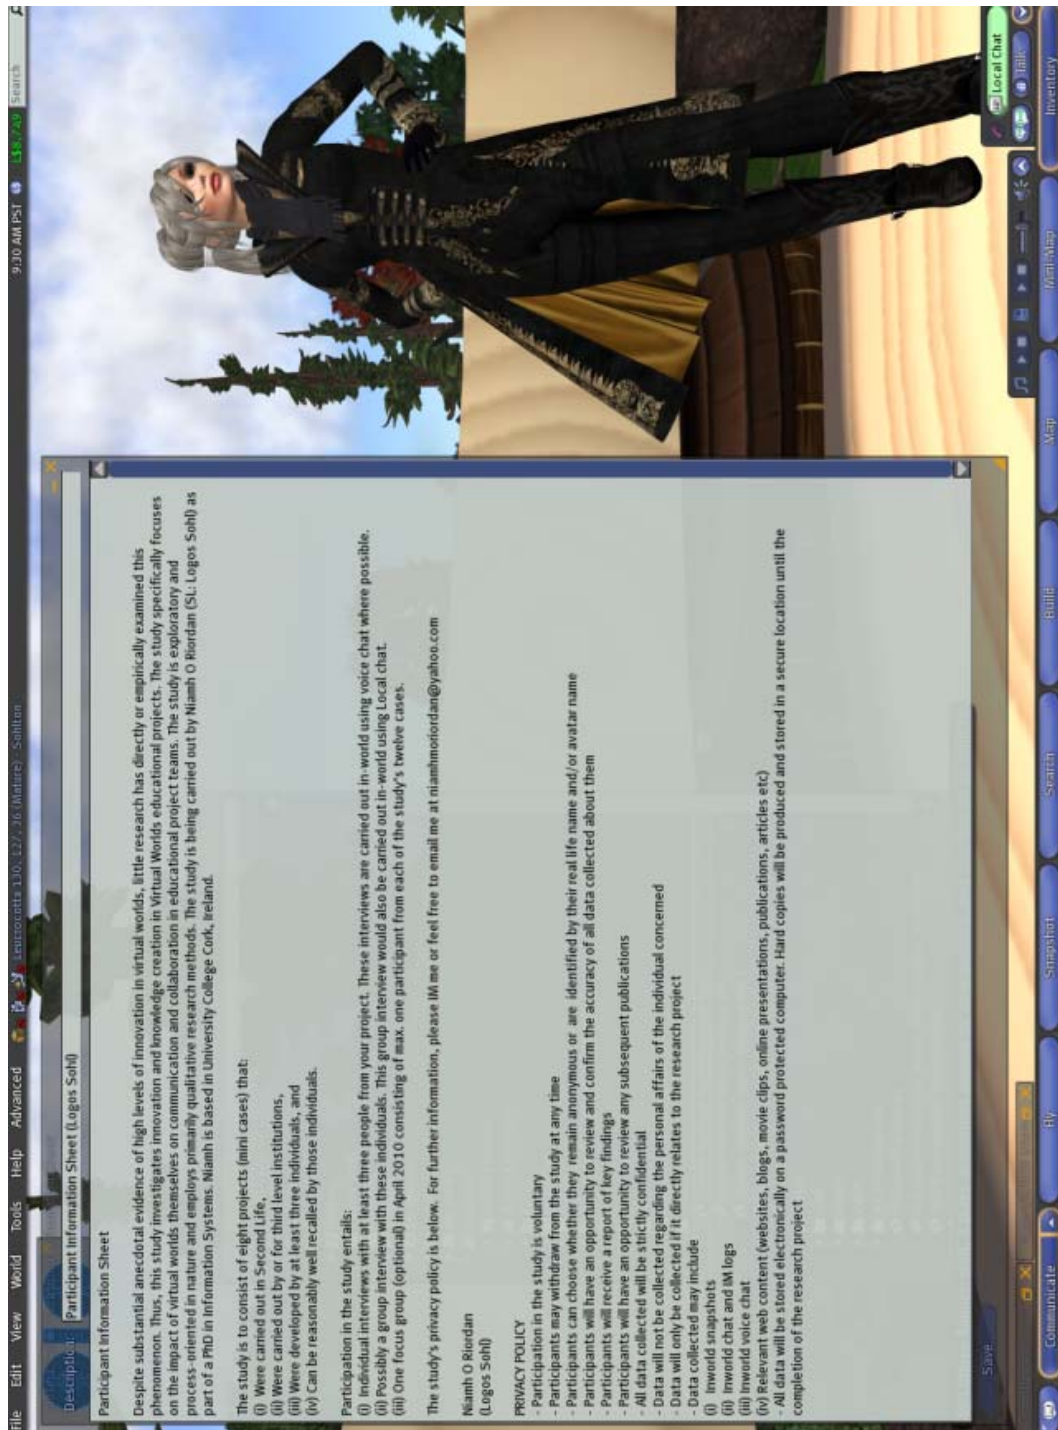 File Edit View World Tools Help Advanced
Leucrocotta 130, 127, 36 (Mature) - Sohlton
9:30 AM PST
Search
Description:
Participant Information Sheet (Logos Sohl)
Participant Information Sheet
Despite substantial anecdotal evidence of high levels of innovation in virtual worlds, little research has directly or empirically examined this
phenomenon. Thus, this study investigates innovation and knowledge creation in Virtual Worlds educational projects. The study specifically focuses
on the impact of virtual worlds themselves on communication and collaboration in educational project teams. The study is exploratory and
process-oriented in nature and employs primarily qualitative research methods. The study is being carried out by Niamh O Riordan (SL: Logos Sohl) as
part of a PhD in Information Systems. Niamh is based in University College Cork, Ireland.
The study is to consist of eight projects (mini cases) that:
(i) Were carried out in Second Life,
(ii) Were carried out by or for third level institutions,
(iii) Were developed by at least three individuals, and
(iv) Can be reasonably well recalled by those individuals.
Participation in the study entails:
(i) Individual interviews with at least three people from your project. These interviews are carried out in-world using voice chat where possible.
(ii) Possibly a group interview with these individuals. This group interview would also be carried out in-world using Local chat.
(iii) One focus group (optional) in April 2010 consisting of max. one participant from each of the study's twelve cases.
The study's privacy policy is below. For further information, please IM me or feel free to email me at niamhmoriordan@yahoo.com
Niamh O Riordan
(Logos Sohl)
PRIVACY POLICY
- Participation in the study is voluntary
- Participants may withdraw from the study at any time
- Participants can choose whether they remain anonymous or are identified by their real life name and/or avatar name
- Participants will have an opportunity to review and confirm the accuracy of all data collected about them
- Participants will receive a report of key findings
- Participants will have an opportunity to review any subsequent publications
- All data collected will be strictly confidential
- Data will not be collected regarding the personal affairs of the individual concerned
- Data will only be collected if it directly relates to the research project
- Data collected may include
(i) Inworld snapshots
(ii) Inworld chat and IM logs
(iii) Inworld voice chat
(iv) Relevant web content (websites, blogs, movie clips, online presentations, publications, articles etc)
- All data will be stored electronically on a password protected computer. Hard copies will be produced and stored in a secure location until the
completion of the research project
Save
Local Chat
Talk
Communicate Fly Snapshot Search Build Map Mini-Map Inventory